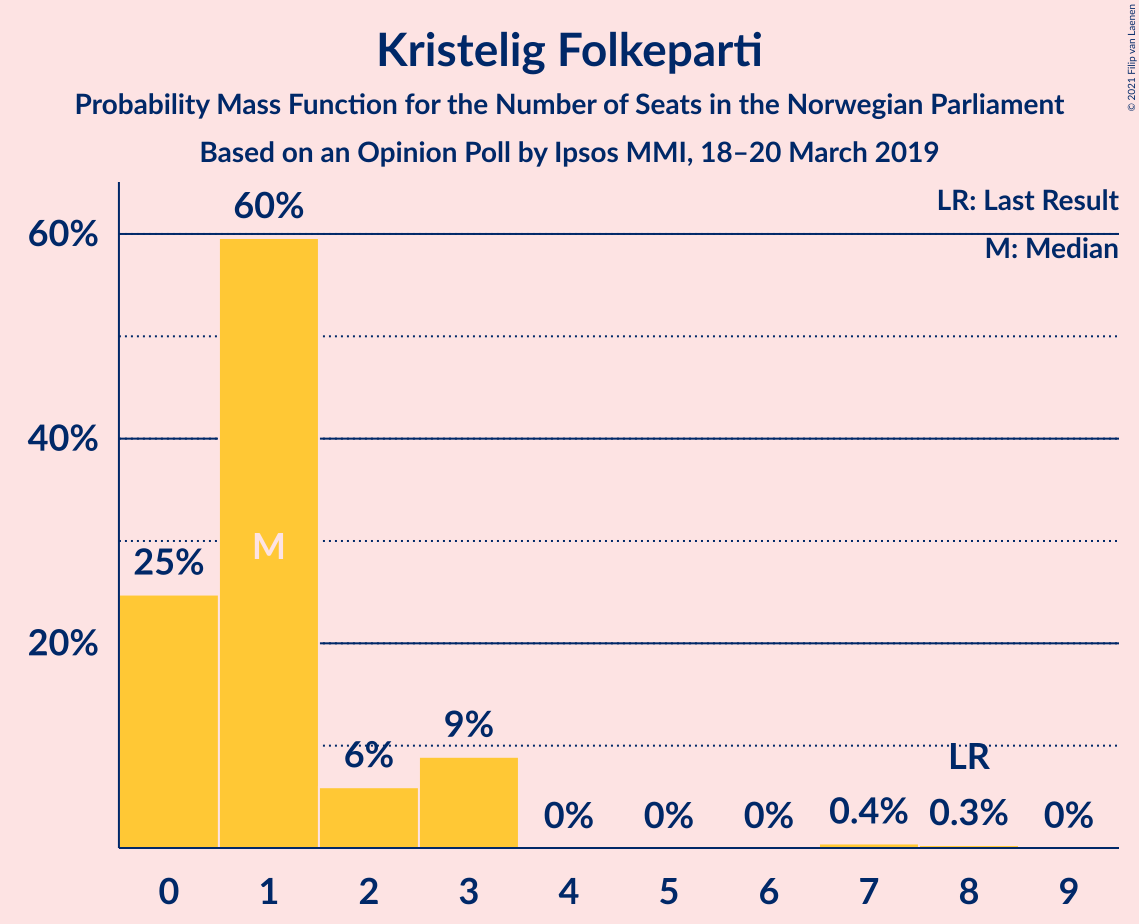 Kristelig Folkeparti
Probability Mass Function for the Number of Seats in the Norwegian Parliament
Based on an Opinion Poll by Ipsos MMI, 18–20 March 2019
© 2021 Filip van Laenen
LR: Last Result
M: Median
60%
40%
20%
25%
60%
M
6%
9%
0%
0%
0%
0.4%
LR
0.3%
0%
0 1 2 3 4 5 6 7 8 9